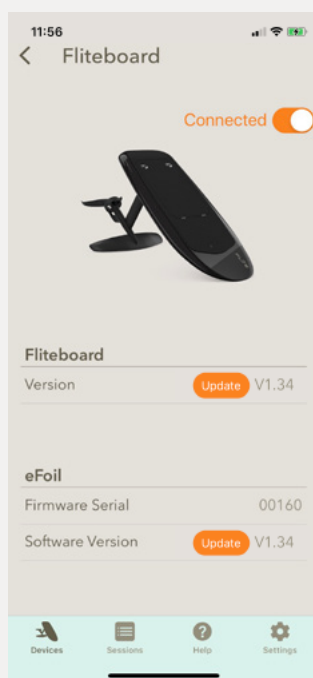 11:56
Fliteboard
Connected
Fliteboard
Version Update V1.34
eFoil
Firmware Serial 00160
Software Version Update V1.34
Devices Sessions Help Settings